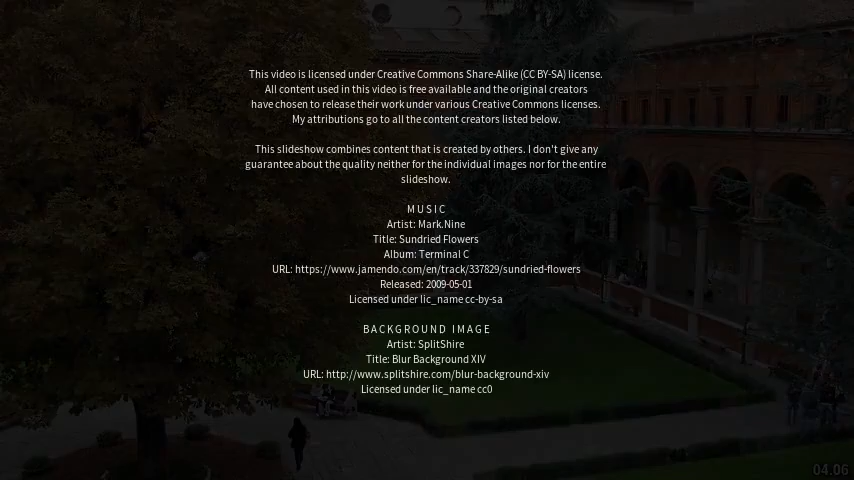 This video is licensed under Creative Commons Share-Alike (CC BY-SA) license.
All content used in this video is free available and the original creators
have chosen to release their work under various Creative Commons licenses.
My attributions go to all the content creators listed below.
This slideshow combines content that is created by others. I don't give any
guarantee about the quality neither for the individual images nor for the entire
slideshow.
MUSIC
Artist: Mark.Nine
Title: Sundried Flowers
Album: Terminal C
URL: https://www.jamendo.com/en/track/337829/sundried-flowers
Released: 2009-05-01
Licensed under lic_name cc-by-sa
BACKGROUND IMAGE
Artist: SplitShire
Title: Blur Background XIV
URL: http://www.splitshire.com/blur-background-xiv
Licensed under lic_name cc0
04.06